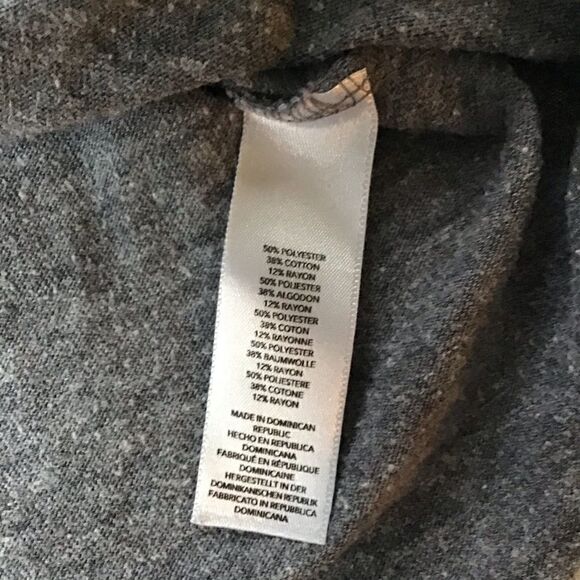 50% POLYESTER
38% COTTON
12% RAYON
50% POLIESTER
38% ALGODON
12% RAYON
50% POLYESTER
38% COTON
12% RAYONNE
50% POLYESTER
38% BAUMWOLLE
12% RAYON
50% POLIESTERE
38% COTONE
12% RAYON
MADE IN DOMINICAN
REPUBLIC
HECHO EN REPUBLICA
DOMINICANA
FABRIQUÉ EN RÉPUBLIQUE
DOMINICAINE
HERGESTELLT IN DER
DOMINIKANISCHEN REPUBLIK
FABBRICATO IN REPUBBLICA
DOMINICANA